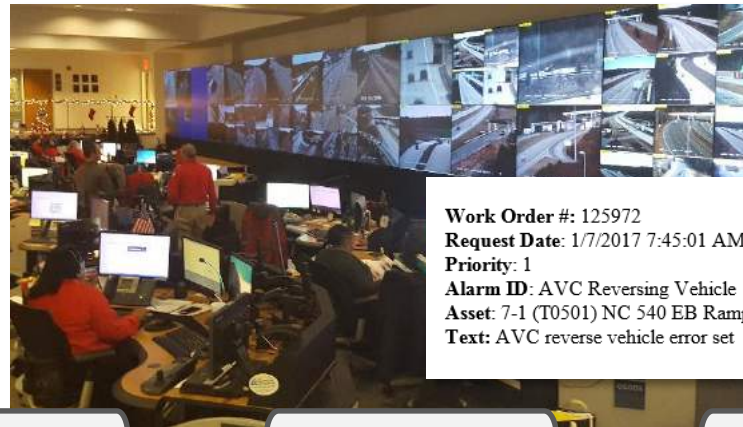 Work Order #: 125972
Request Date: 1/7/2017 7:45:01 AM
Priority: 1
Alarm ID: AVC Reversing Vehicle
Asset: 7-1 (T0501) NC 540 EB Ramp
Text: AVC reverse vehicle error set